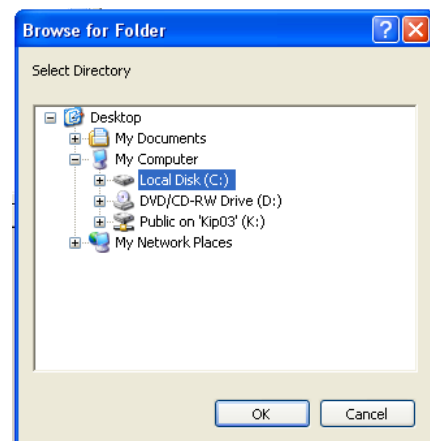 Browse for Folder
Select Directory
Desktop
My Documents
My Computer
Local Disk (C:)
DVD/CD-RW Drive (D:)
Public on 'Kip03' (K:)
My Network Places
OK Cancel